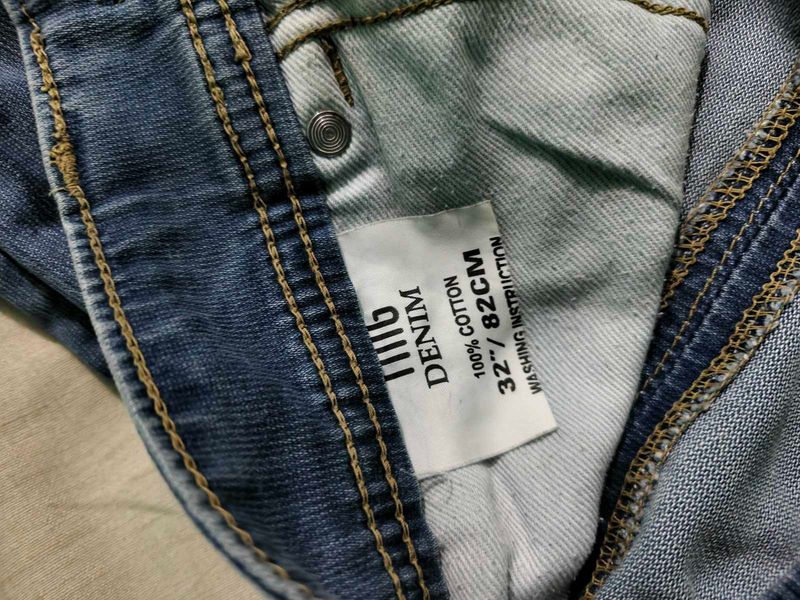 DENIM
100% COTTON
32"/ 82CM
WASHING INSTRUCTION